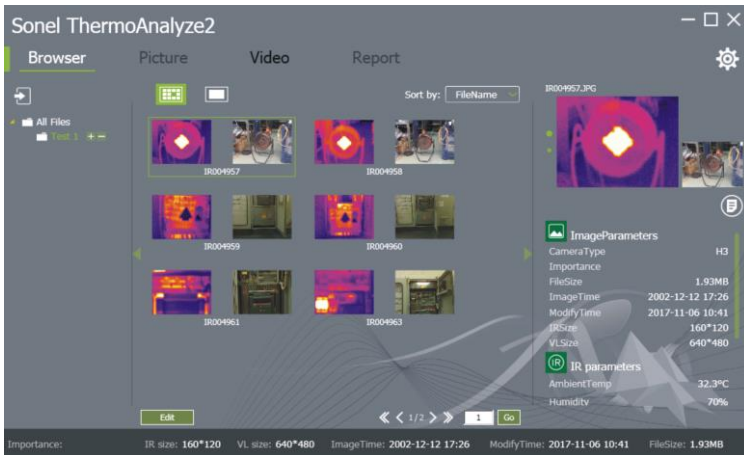 Sonel ThermoAnalyze2
Browser Picture Video Report
Sort by: FileName
IR004957.JPG
All Files
Test 1
IR004957 IR004958
IR004959 IR004960
IR004961 IR004963
ImageParameters
CameraType H3
Importance
FileSize 1.93MB
ImageTime 2002-12-12 17:26
ModifyTime 2017-11-06 10:41
IRSize 160*120
VLSize 640*480
IR IR parameters
AmbientTemp 32.3ºC
Humidity 70%
Edit 1/2 1 Go
Importance: IR size: 160*120 VL size: 640*480 ImageTime: 2002-12-12 17:26 ModifyTime: 2017-11-06 10:41 FileSize: 1.93MB